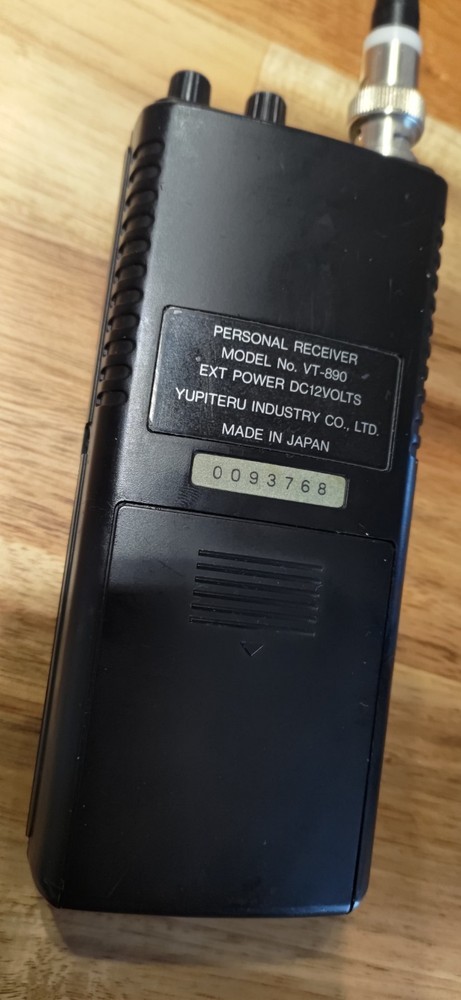 PERSONAL RECEIVER
MODEL No. VT-890
EXT POWER DC12VOLTS
YUPITERU INDUSTRY CO., LTD.
MADE IN JAPAN
0093768